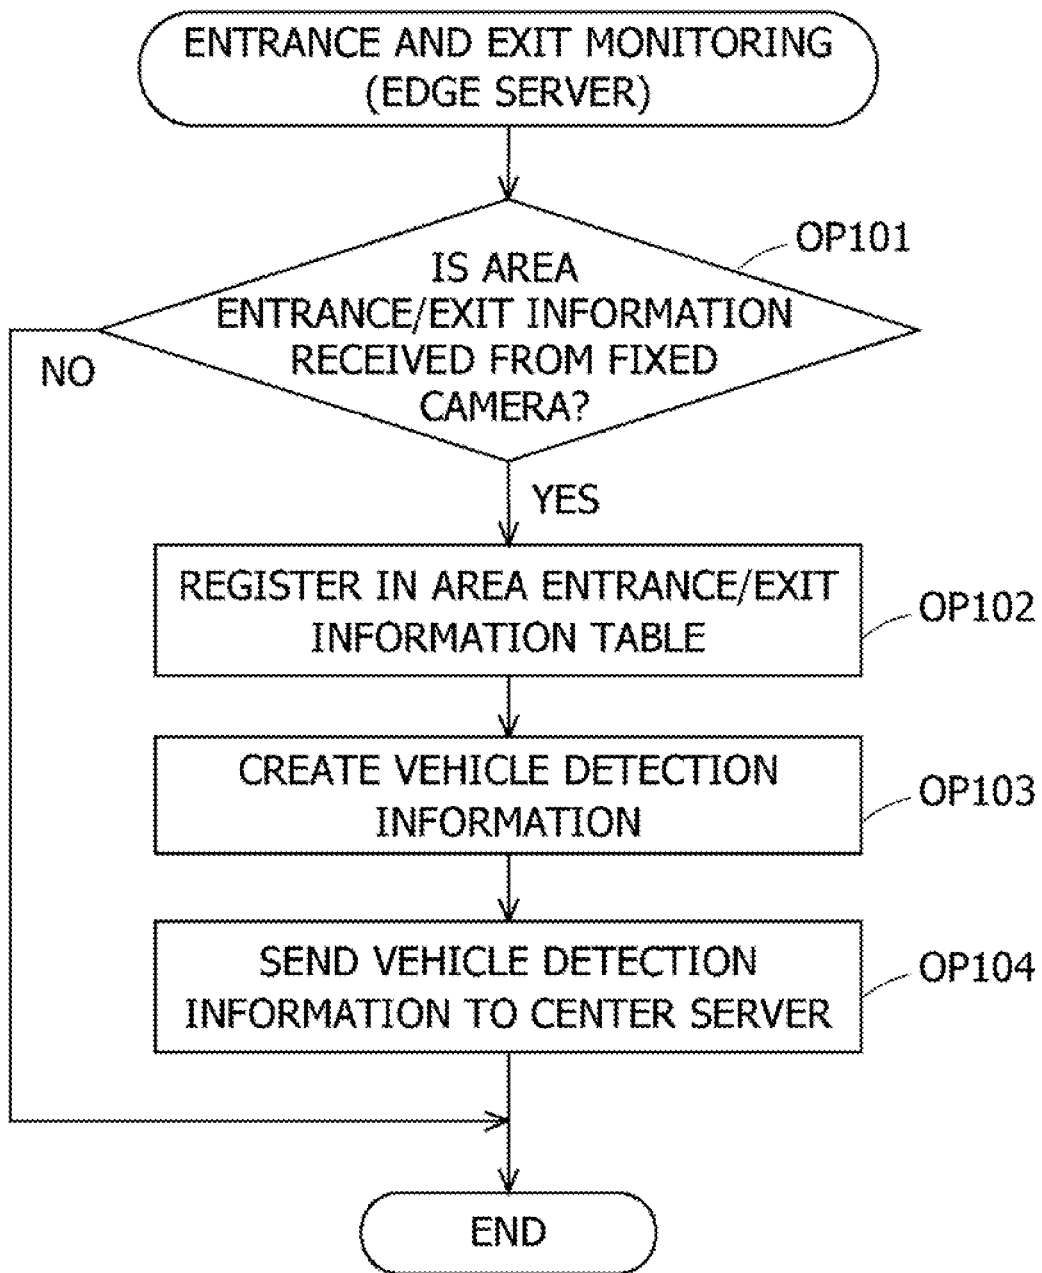 ENTRANCE AND EXIT MONITORING
(EDGE SERVER)
OP101
IS AREA
ENTRANCE/EXIT INFORMATION
RECEIVED FROM FIXED
CAMERA?
NO
YES
REGISTER IN AREA ENTRANCE/EXIT
INFORMATION TABLE
OP102
CREATE VEHICLE DETECTION
INFORMATION
OP103
SEND VEHICLE DETECTION
INFORMATION TO CENTER SERVER
OP104
END